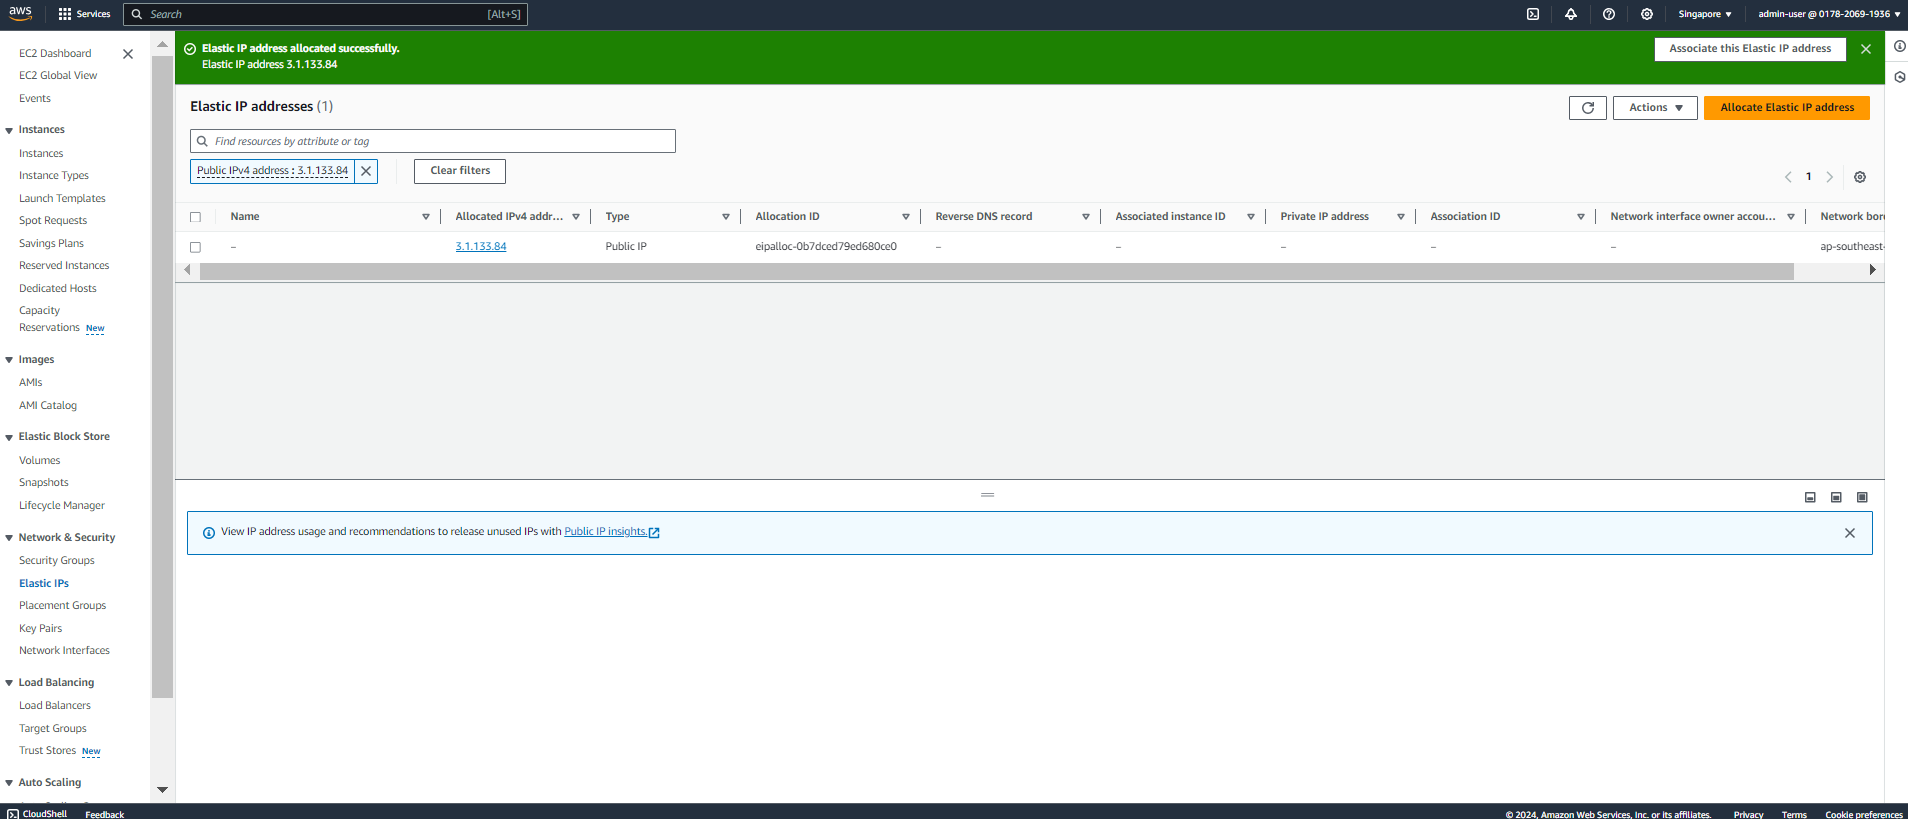 aws
Services
Search
[Alt+S]
Singapore
admin-user @ 0178-2069-1936
EC2 Dashboard
EC2 Global View
Events
Instances
Instances
Instance Types
Launch Templates
Spot Requests
Savings Plans
Reserved Instances
Dedicated Hosts
Capacity
Reservations New
Images
AMIs
AMI Catalog
Elastic Block Store
Volumes
Snapshots
Lifecycle Manager
Network & Security
Security Groups
Elastic IPs
Placement Groups
Key Pairs
Network Interfaces
Load Balancing
Load Balancers
Target Groups
Trust Stores New
Auto Scaling
Elastic IP address allocated successfully.
Elastic IP address 3.1.133.84
Associate this Elastic IP address
Elastic IP addresses (1)
Actions
Allocate Elastic IP address
Find resources by attribute or tag
Public IPv4 address : 3.1.133.84
Clear filters
1
Name
Allocated IPv4 addr...
Type
Allocation ID
Reverse DNS record
Associated instance ID
Private IP address
Association ID
Network interface owner accou...
Network bor
–
3.1.133.84
Public IP
eipalloc-0b7dced79ed680ce0
–
–
–
–
–
ap-southeast-
View IP address usage and recommendations to release unused IPs with Public IP insights.
CloudShell
Feedback
© 2024, Amazon Web Services, Inc. or its affiliates.
Privacy
Terms
Cookie preferences